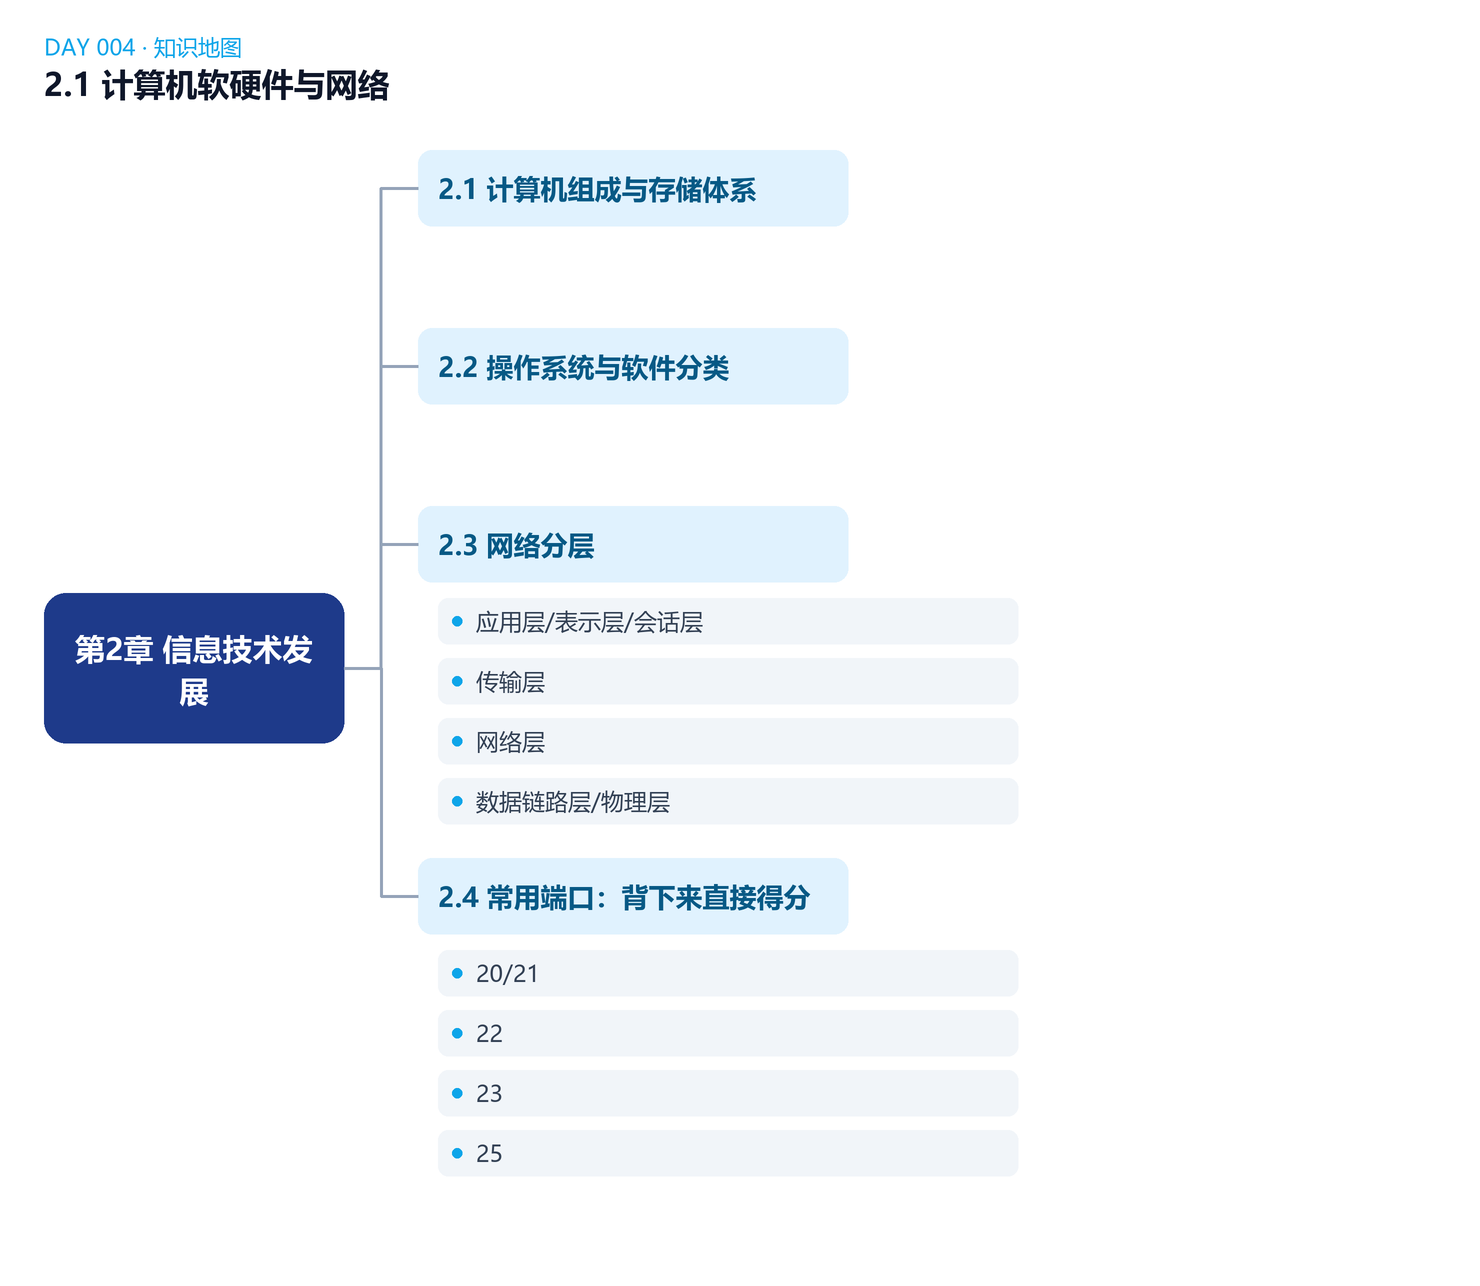 DAY 004 · 知识地图
2.1 计算机软硬件与网络
2.1 计算机组成与存储体系
2.2 操作系统与软件分类
2.3 网络分层
应用层/表示层/会话层
传输层
网络层
数据链路层/物理层
第2章 信息技术发
展
2.4 常用端口：背下来直接得分
20/21
22
23
25